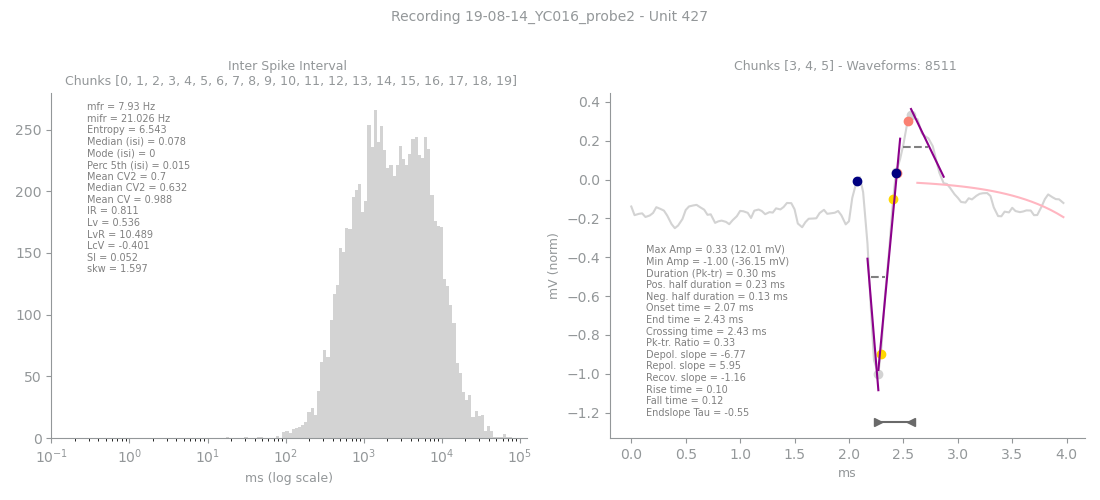 Recording 19-08-14_YC016_probe2 - Unit 427
Inter Spike Interval
Chunks [0, 1, 2, 3, 4, 5, 6, 7, 8, 9, 10, 11, 12, 13, 14, 15, 16, 17, 18, 19]
mfr = 7.93 Hz
mifr = 21.026 Hz
Entropy = 6.543
Median (isi) = 0.078
Mode (isi) = 0
Perc 5th (isi) = 0.015
Mean CV2 = 0.7
Median CV2 = 0.632
Mean CV = 0.988
IR = 0.811
Lv = 0.536
LvR = 10.489
LcV = -0.401
SI = 0.052
skw = 1.597
250
200
150
100
50
0
10⁻¹ 10⁰ 10¹ 10² 10³ 10⁴ 10⁵
ms (log scale)
Chunks [3, 4, 5] - Waveforms: 8511
0.4
0.2
0.0
−0.2
−0.4
−0.6
−0.8
−1.0
−1.2
mV (norm)
Max Amp = 0.33 (12.01 mV)
Min Amp = -1.00 (-36.15 mV)
Duration (Pk-tr) = 0.30 ms
Pos. half duration = 0.23 ms
Neg. half duration = 0.13 ms
Onset time = 2.07 ms
End time = 2.43 ms
Crossing time = 2.43 ms
Pk-tr. Ratio = 0.33
Depol. slope = -6.77
Repol. slope = 5.95
Recov. slope = -1.16
Rise time = 0.10
Fall time = 0.12
Endslope Tau = -0.55
0.0 0.5 1.0 1.5 2.0 2.5 3.0 3.5 4.0
ms